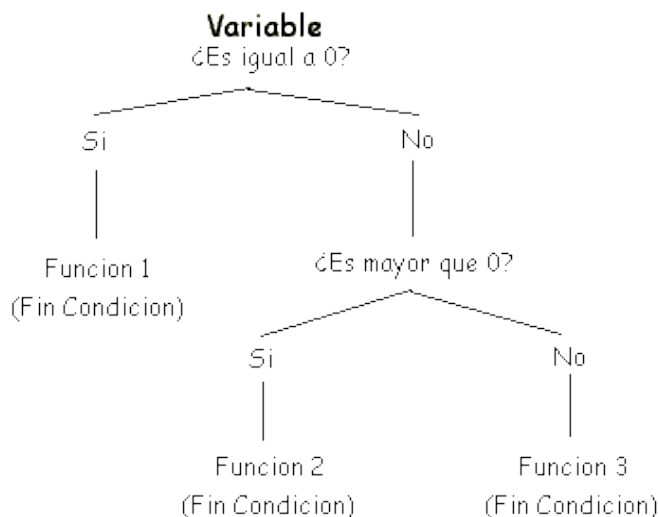 Variable
¿Es igual a 0?
Si
No
Funcion 1
(Fin Condicion)
¿Es mayor que 0?
Si
No
Funcion 2
(Fin Condicion)
Funcion 3
(Fin Condicion)